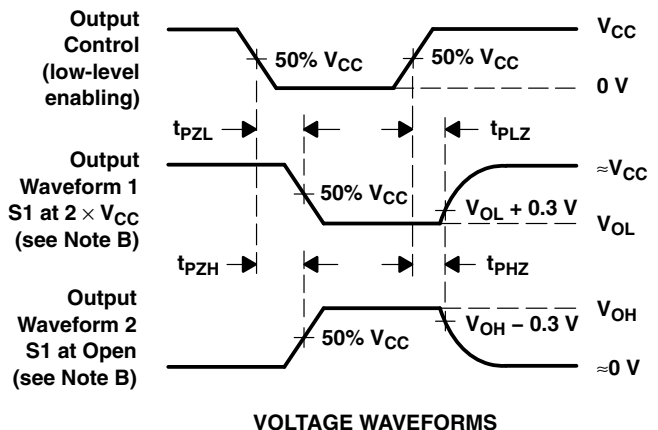 Output
Control
(low-level
enabling)
50% VCC
50% VCC
VCC
0 V
tPZL
tPLZ
Output
Waveform 1
S1 at 2 × VCC
(see Note B)
50% VCC
VOL + 0.3 V
≈VCC
VOL
tPZH
tPHZ
Output
Waveform 2
S1 at Open
(see Note B)
50% VCC
VOH − 0.3 V
VOH
≈0 V
VOLTAGE WAVEFORMS